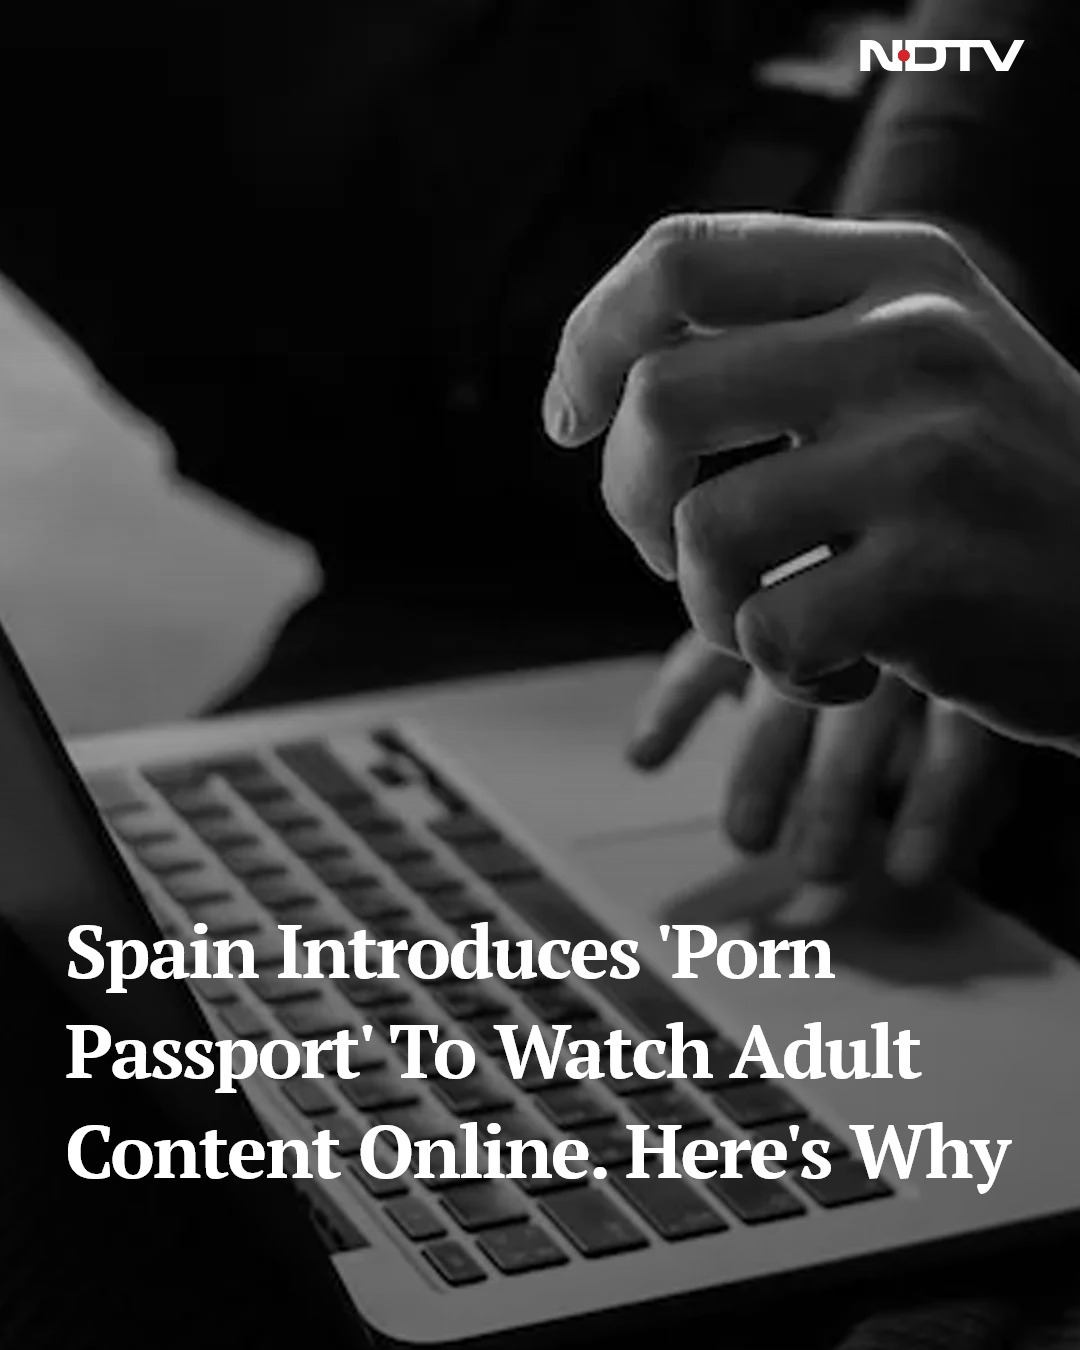 NDTV
Spain Introduces 'Porn
Passport' To Watch Adult
Content Online. Here's Why